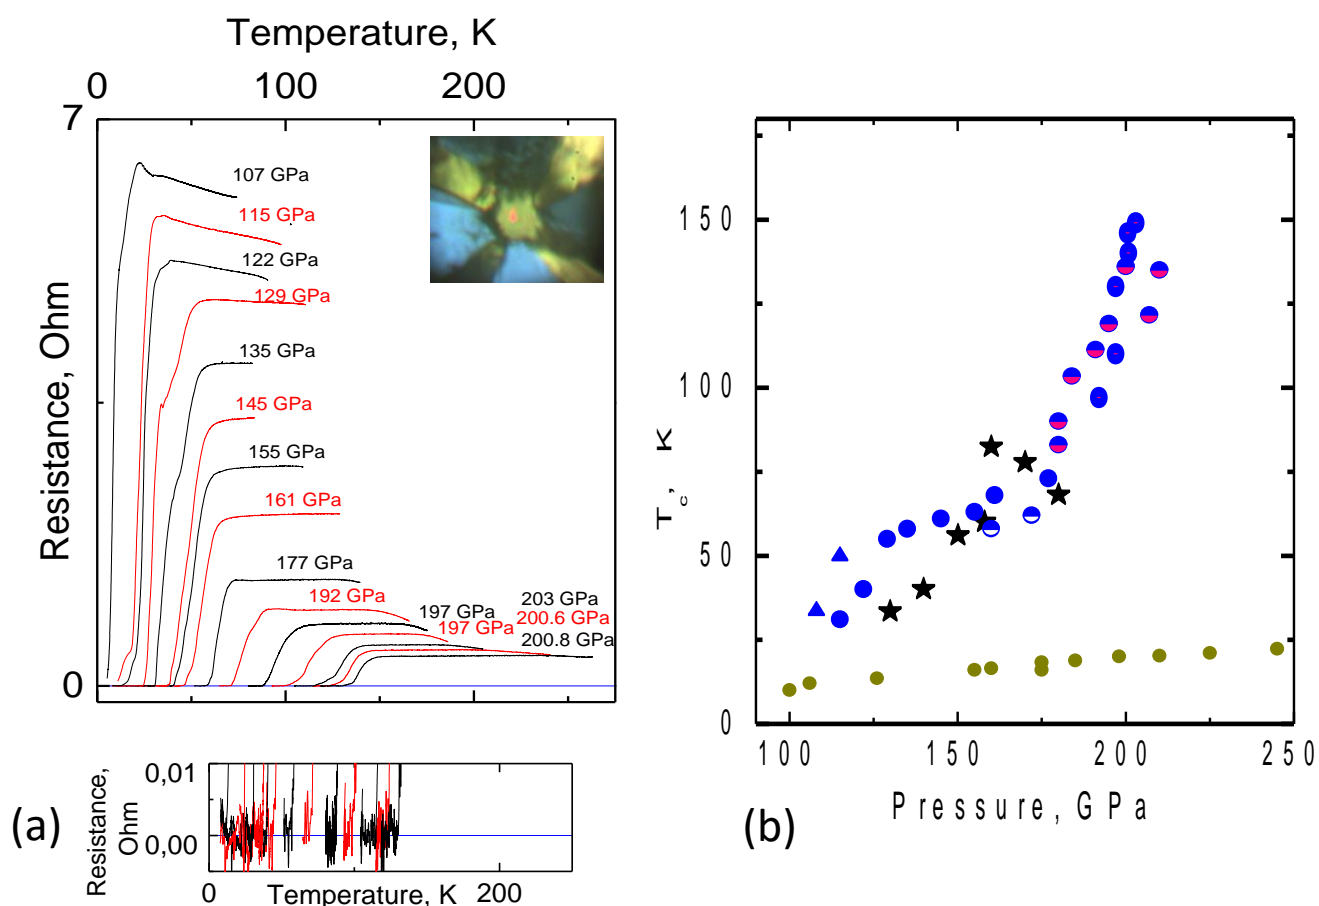 Temperature, K
0 100 200
7
107 GPa
115 GPa
122 GPa
129 GPa
135 GPa
145 GPa
155 GPa
161 GPa
177 GPa
192 GPa
197 GPa
203 GPa
200.6 GPa
197 GPa
200.8 GPa
0
Resistance, Ohm
0,01
0,00
Resistance,
Ohm
0 200
Temperature, K
(a)
150
100
50
0
T c, K
100 150 200 250
Pressure, GPa
(b)